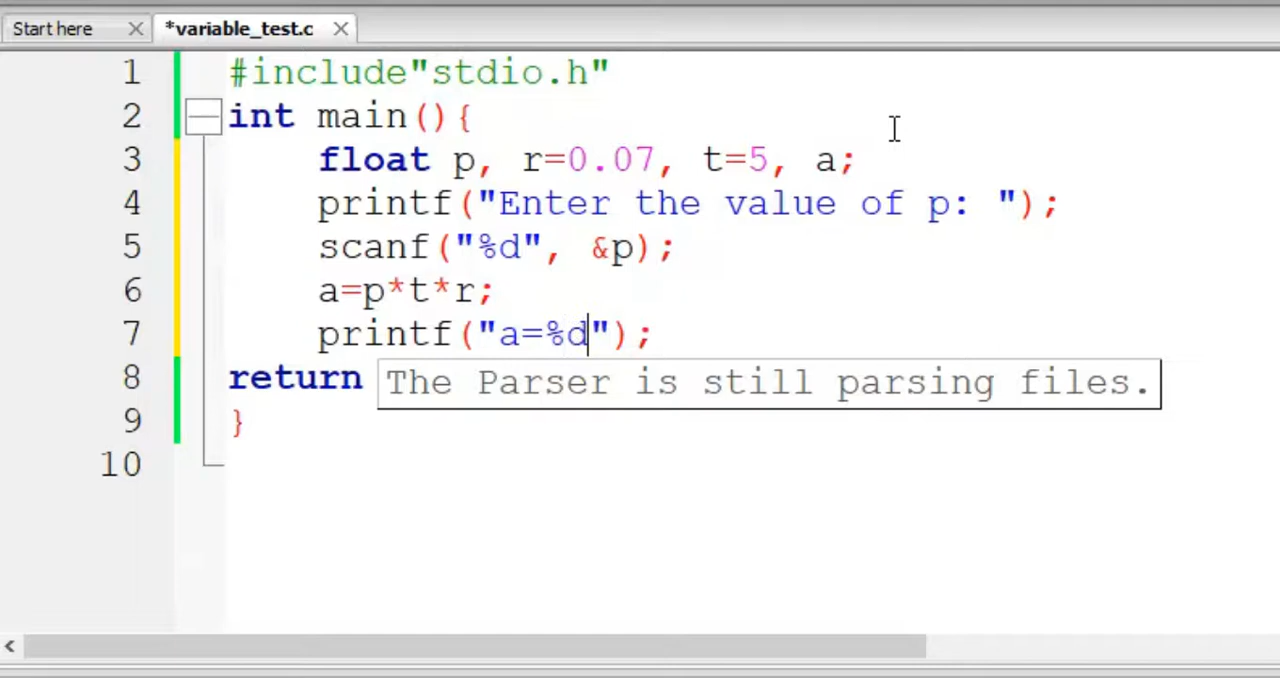 Start here *variable_test.c
1 #include"stdio.h"
2 int main(){
3 float p, r=0.07, t=5, a;
4 printf("Enter the value of p: ");
5 scanf("%d", &p);
6 a=p*t*r;
7 printf("a=%d");
8 return
The Parser is still parsing files.
9 }
10